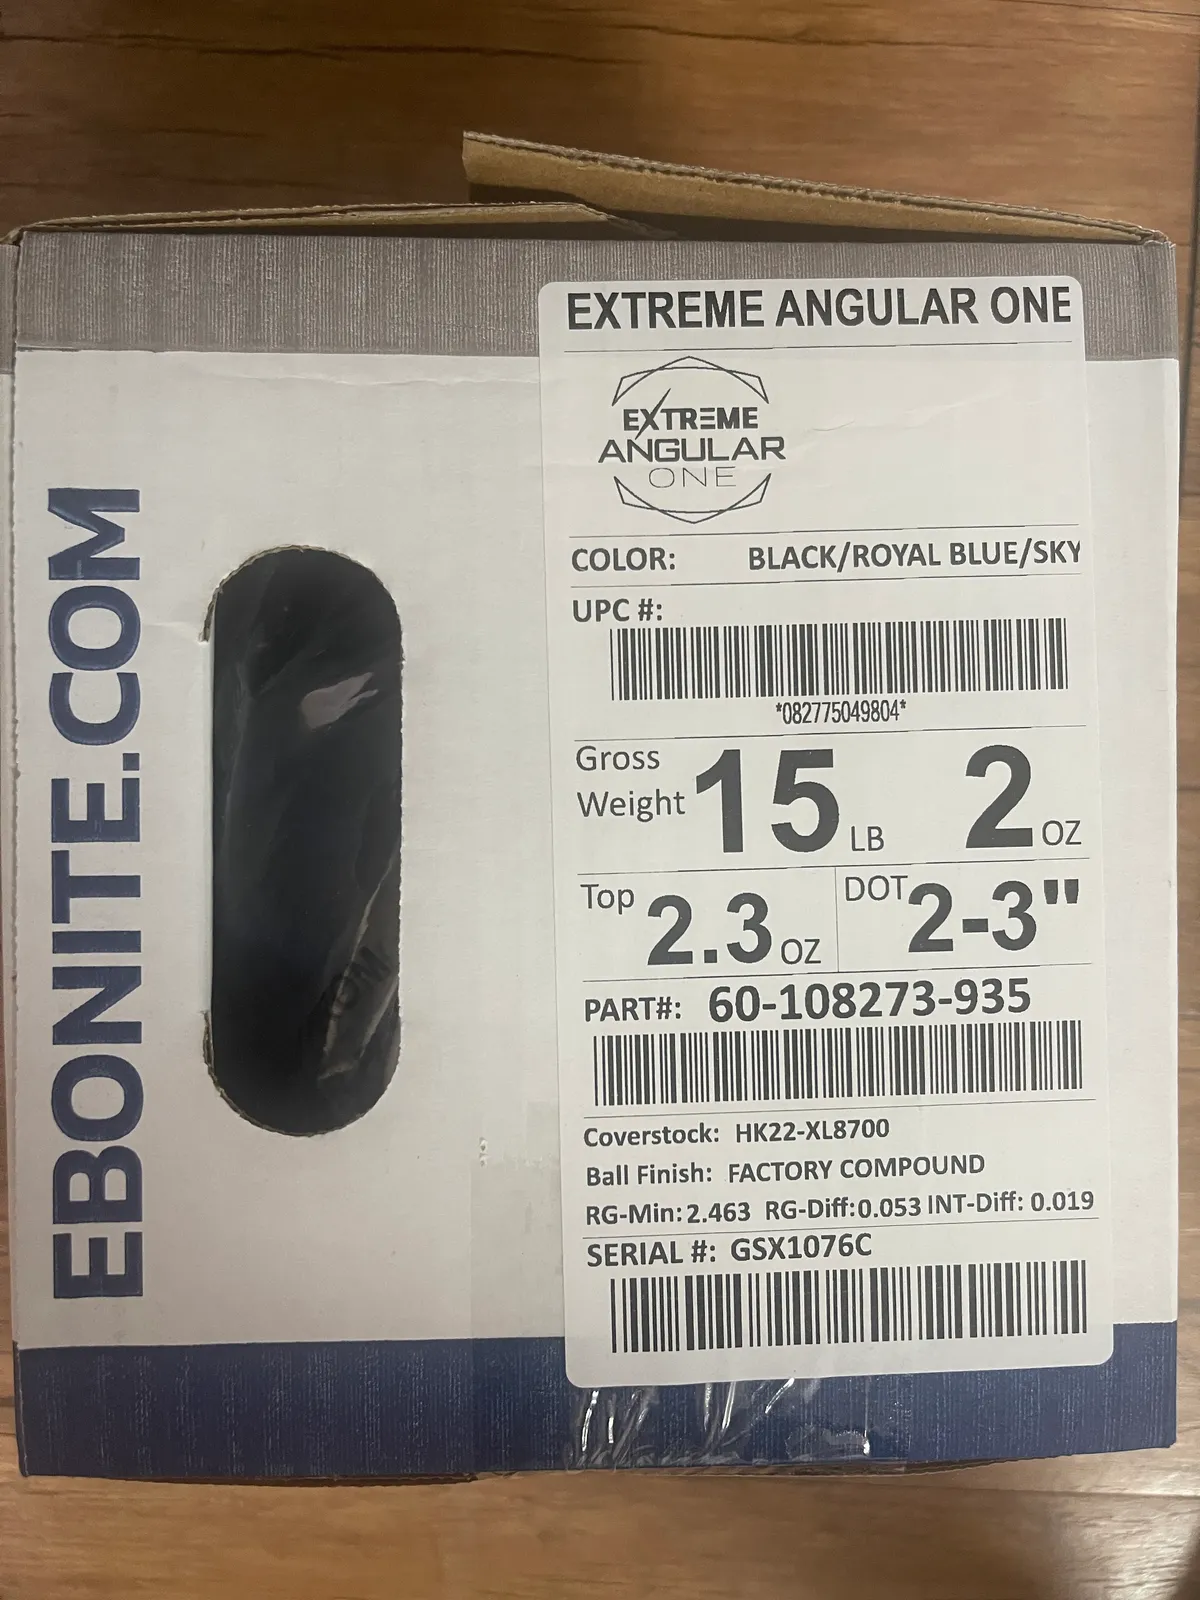 EBONITE.COM
EXTREME ANGULAR ONE
EXTREME
ANGULAR
ONE
COLOR: BLACK/ROYAL BLUE/SKY
UPC #:
*082775049804*
Gross Weight 15 LB 2 OZ
Top 2.3 OZ DOT 2-3"
PART#: 60-108273-935
Coverstock: HK22-XL8700
Ball Finish: FACTORY COMPOUND
RG-Min: 2.463 RG-Diff: 0.053 INT-Diff: 0.019
SERIAL #: GSX1076C